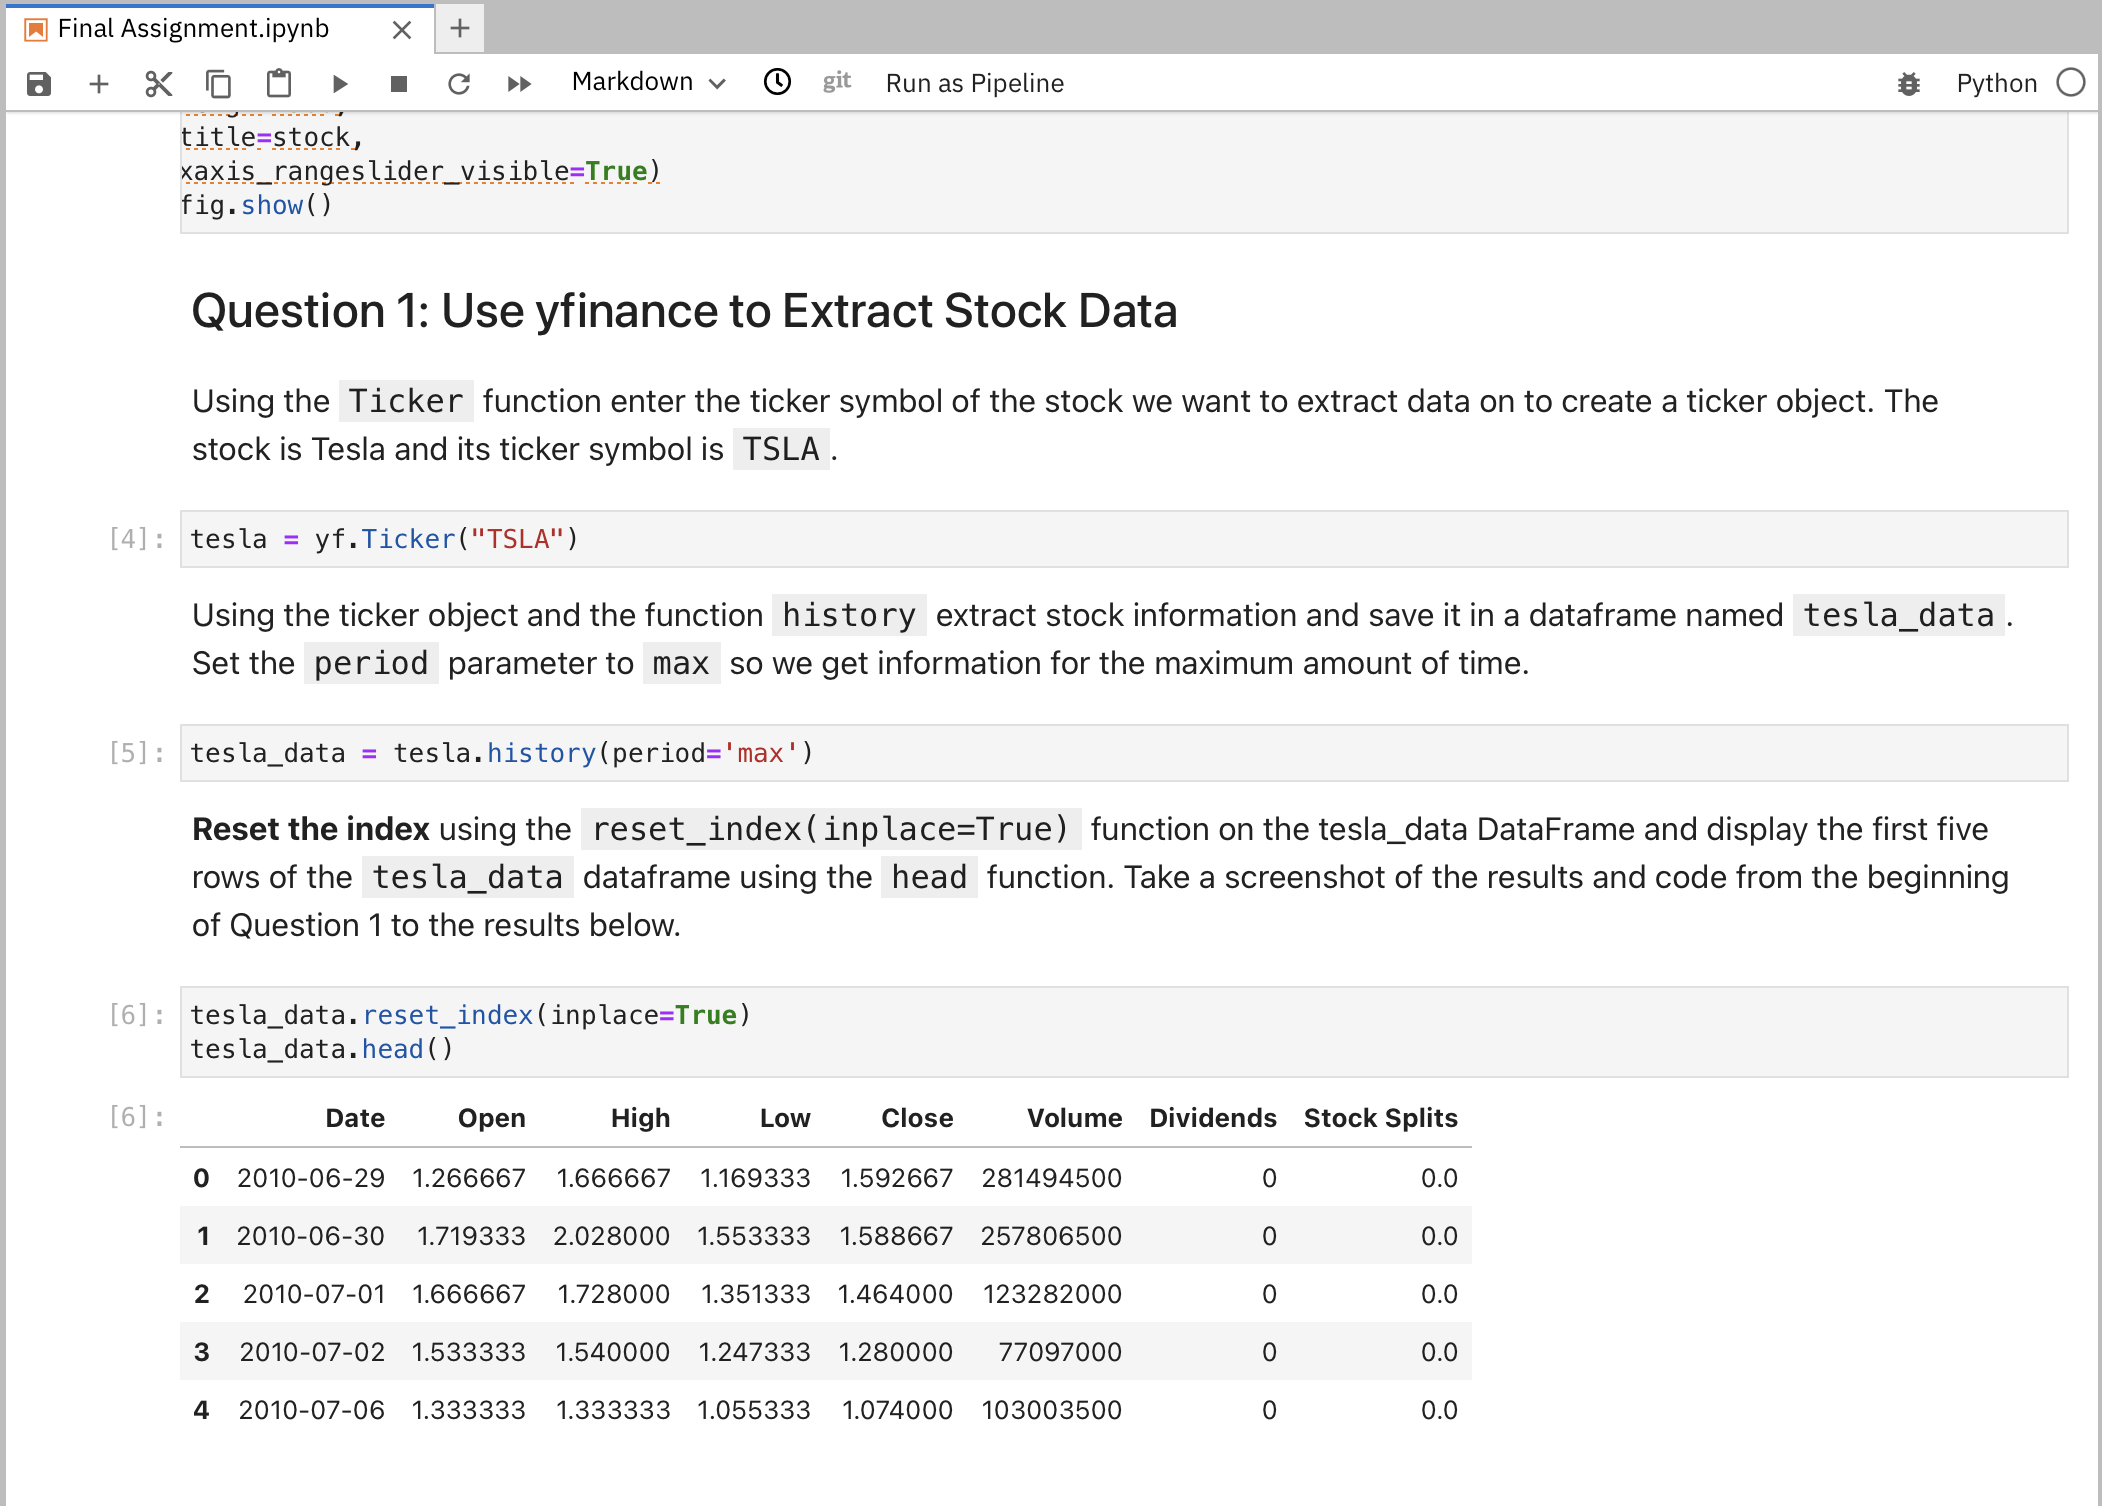 Final Assignment.ipynb
Markdown git Run as Pipeline Python
title=stock,
xaxis_rangeslider_visible=True)
fig.show()
Question 1: Use yfinance to Extract Stock Data
Using the Ticker function enter the ticker symbol of the stock we want to extract data on to create a ticker object. The
stock is Tesla and its ticker symbol is TSLA.
[4]: tesla = yf.Ticker("TSLA")
Using the ticker object and the function history extract stock information and save it in a dataframe named tesla_data.
Set the period parameter to max so we get information for the maximum amount of time.
[5]: tesla_data = tesla.history(period='max')
Reset the index using the reset_index(inplace=True) function on the tesla_data DataFrame and display the first five
rows of the tesla_data dataframe using the head function. Take a screenshot of the results and code from the beginning
of Question 1 to the results below.
[6]: tesla_data.reset_index(inplace=True)
tesla_data.head()
[6]: Date Open High Low Close Volume Dividends Stock Splits
0 2010-06-29 1.266667 1.666667 1.169333 1.592667 281494500 0 0.0
1 2010-06-30 1.719333 2.028000 1.553333 1.588667 257806500 0 0.0
2 2010-07-01 1.666667 1.728000 1.351333 1.464000 123282000 0 0.0
3 2010-07-02 1.533333 1.540000 1.247333 1.280000 77097000 0 0.0
4 2010-07-06 1.333333 1.333333 1.055333 1.074000 103003500 0 0.0